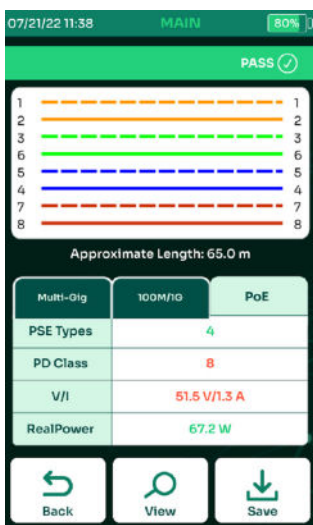 07/21/22 11:38 MAIN 80%
PASS
1 1
2 2
3 3
6 6
5 5
4 4
7 7
8 8
Approximate Length: 65.0 m
Multi-Gig 100M/1G PoE
PSE Types 4
PD Class 8
V/I 51.5 V/1.3 A
RealPower 67.2 W
Back View Save